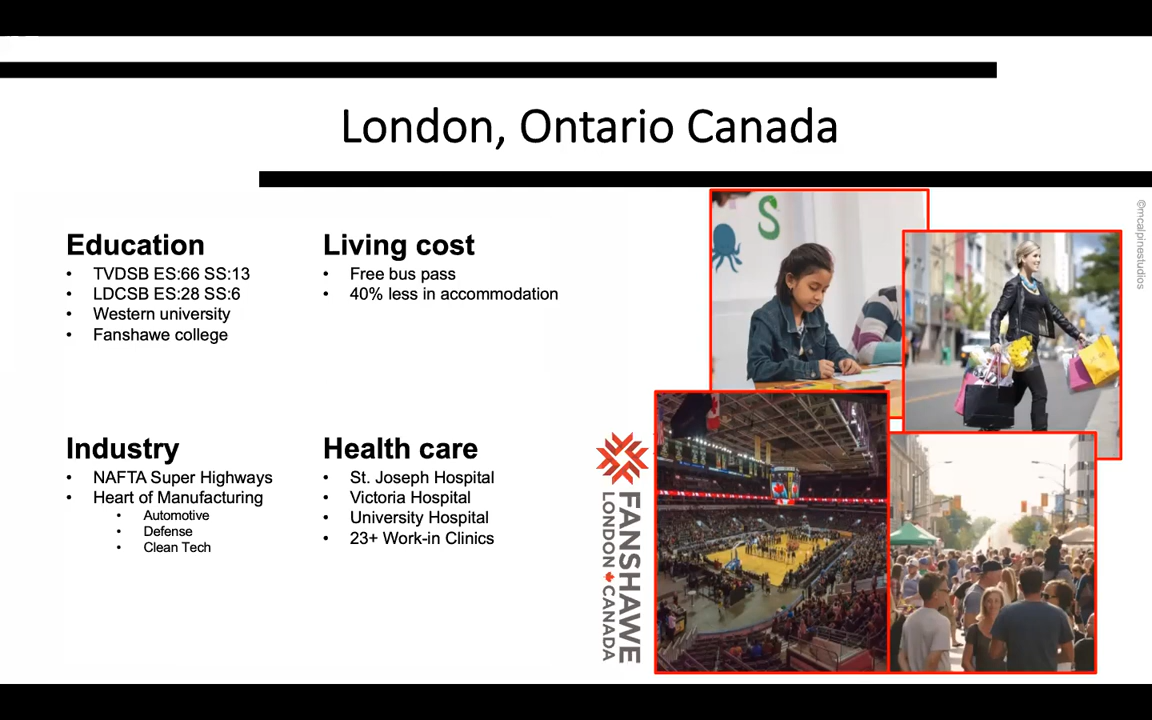 London, Ontario Canada
Education
• TVDSB ES:66 SS:13
• LDCSB ES:28 SS:6
• Western university
• Fanshawe college
Living cost
• Free bus pass
• 40% less in accommodation
Industry
• NAFTA Super Highways
• Heart of Manufacturing
• Automotive
• Defense
• Clean Tech
Health care
• St. Joseph Hospital
• Victoria Hospital
• University Hospital
• 23+ Work-in Clinics
FANSHAWE
LONDON CANADA
S
©mcalpinestudios